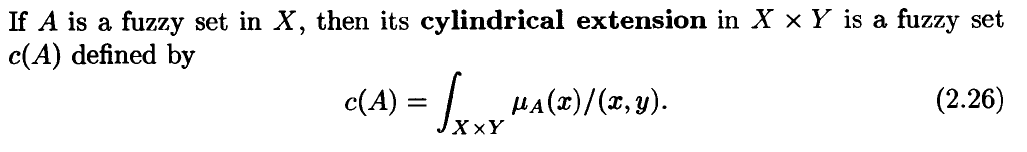 If A is a fuzzy set in X, then its cylindrical extension in X × Y is a fuzzy set
c(A) defined by
c(A) = ∫_{X×Y} μ_A(x)/(x, y). (2.26)